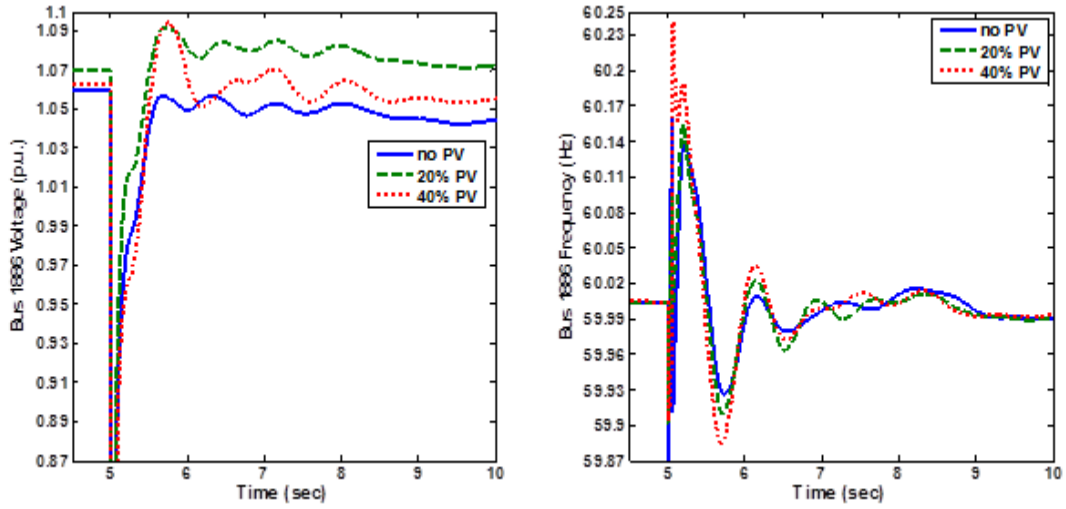 1.1
1.09
1.07
1.05
1.03
1.01
0.99
0.97
0.95
0.93
0.91
0.89
0.87
Bus 1886 Voltage (p.u.)
no PV
20% PV
40% PV
5 6 7 8 9 10
Time (sec)
60.25
60.23
60.2
60.17
60.14
60.11
60.08
60.05
60.02
59.99
59.96
59.93
59.9
59.87
Bus 1886 Frequency (Hz)
no PV
20% PV
40% PV
5 6 7 8 9 10
Time (sec)